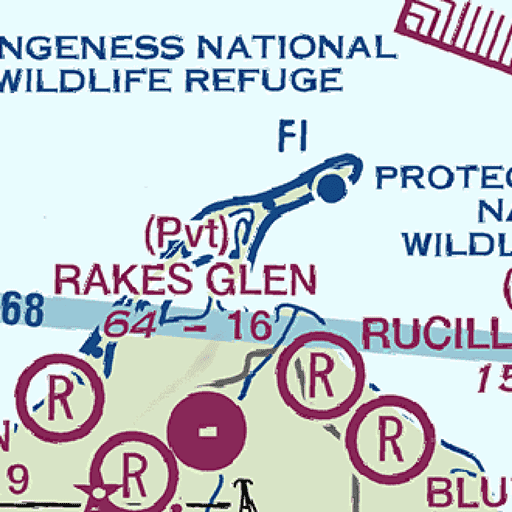 NGENESS NATIONAL
WILDLIFE REFUGE
Fl
PROTEC
NA
WILDL
(Pvt)
RAKES GLEN
64 - 16
68
(
RUCILL
15
R
R
R
R
N
9
BLU